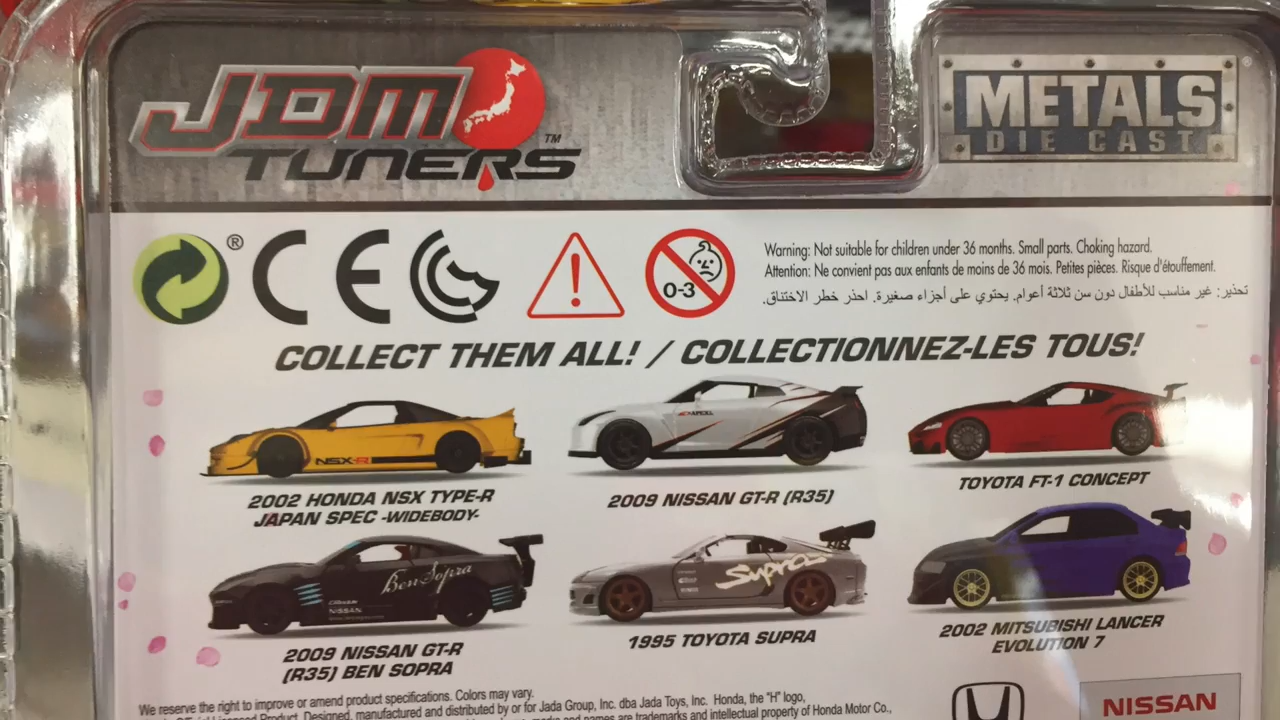 JDM
TUNERS™
METALS®
DIE CAST
®
CE
0-3
Warning: Not suitable for children under 36 months. Small parts. Choking hazard.
Attention: Ne convient pas aux enfants de moins de 36 mois. Petites pièces. Risque d'étouffement.
تحذير: غير مناسب للأطفال دون سن ثلاثة أعوام. يحتوي على أجزاء صغيرة. احذر خطر الاختناق.
COLLECT THEM ALL! / COLLECTIONNEZ-LES TOUS!
NSX-R
2002 HONDA NSX TYPE-R
JAPAN SPEC -WIDEBODY-
2009 NISSAN GT-R (R35)
TOYOTA FT-1 CONCEPT
Ben Sopra
NISSAN
2009 NISSAN GT-R
(R35) BEN SOPRA
Supra
1995 TOYOTA SUPRA
2002 MITSUBISHI LANCER
EVOLUTION 7
We reserve the right to improve or amend product specifications. Colors may vary.
Licensed Product. Designed, manufactured and distributed by or for Jada Group, Inc. dba Jada Toys, Inc. Honda, the "H" logo,
and names are trademarks and intellectual property of Honda Motor Co.,
NISSAN